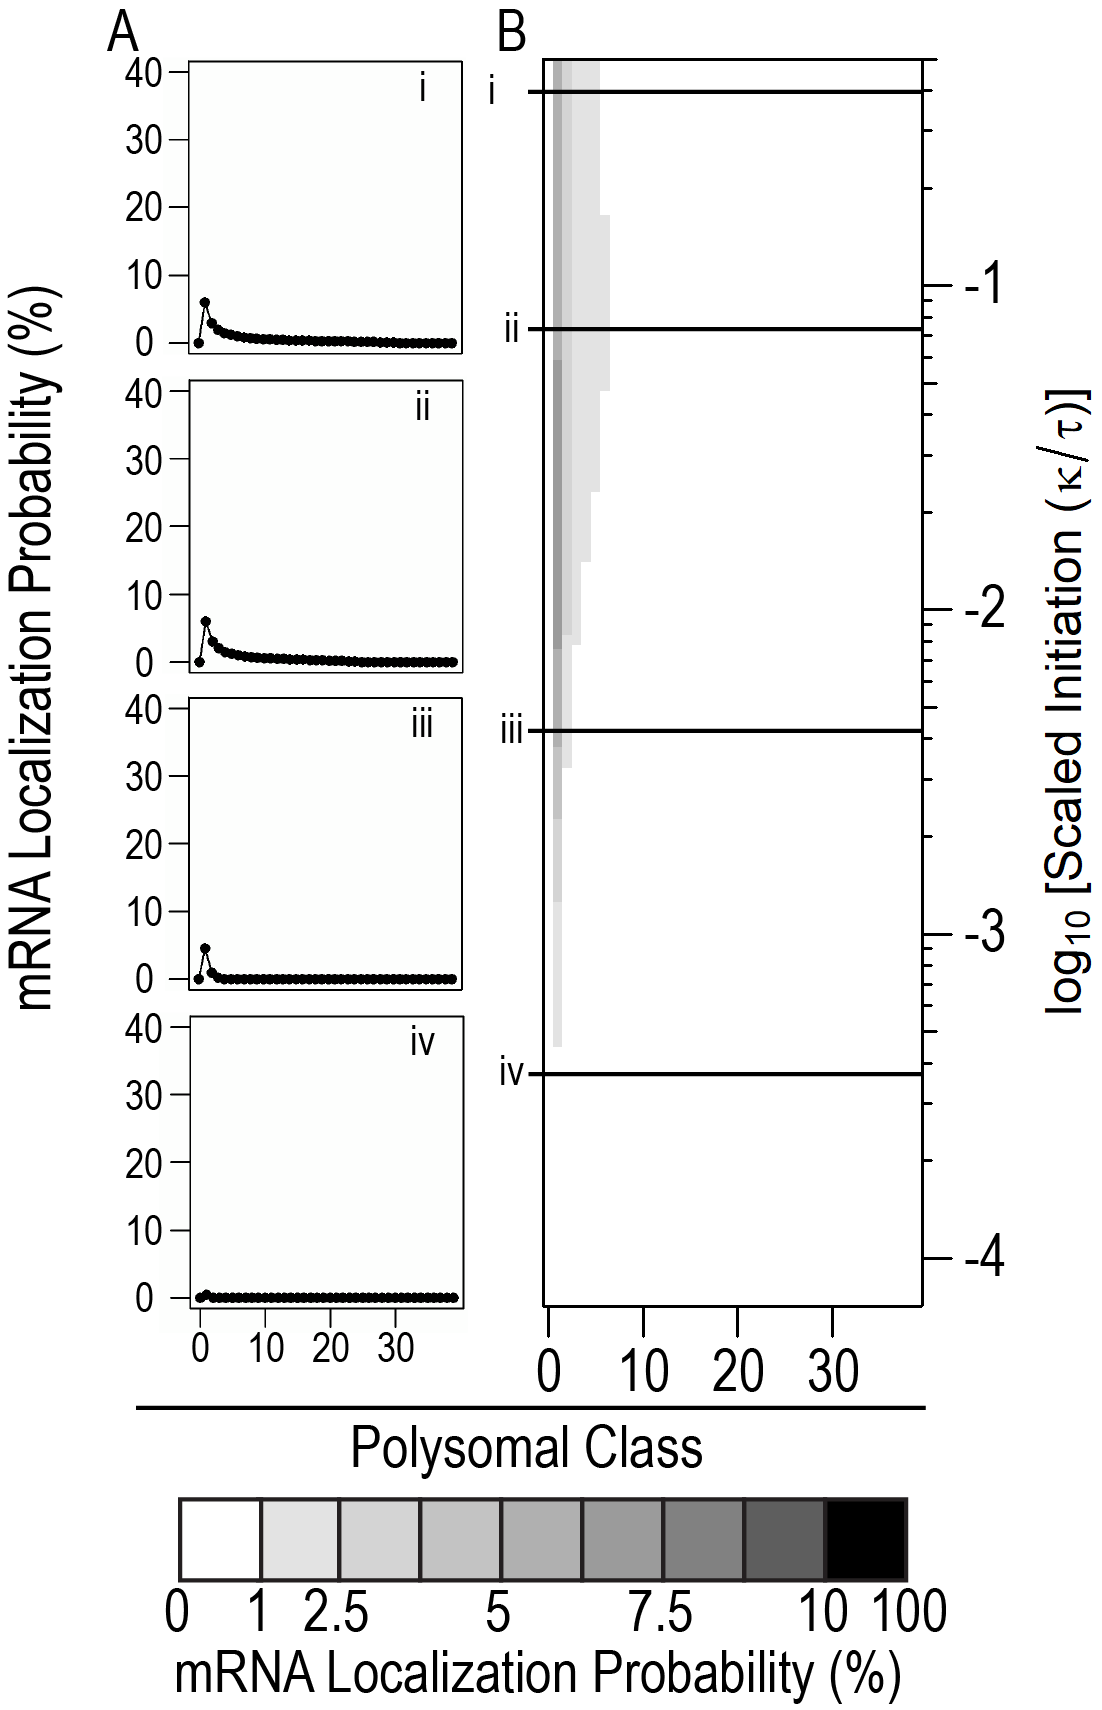 A
B
mRNA Localization Probability (%)
40
30
20
10
0
i
40
30
20
10
0
ii
40
30
20
10
0
iii
40
30
20
10
0
iv
0 10 20 30
i
ii
iii
iv
-1
-2
-3
-4
0 10 20 30
log10 [Scaled Initiation (κ/τ)]
Polysomal Class
0 1 2.5 5 7.5 10 100
mRNA Localization Probability (%)